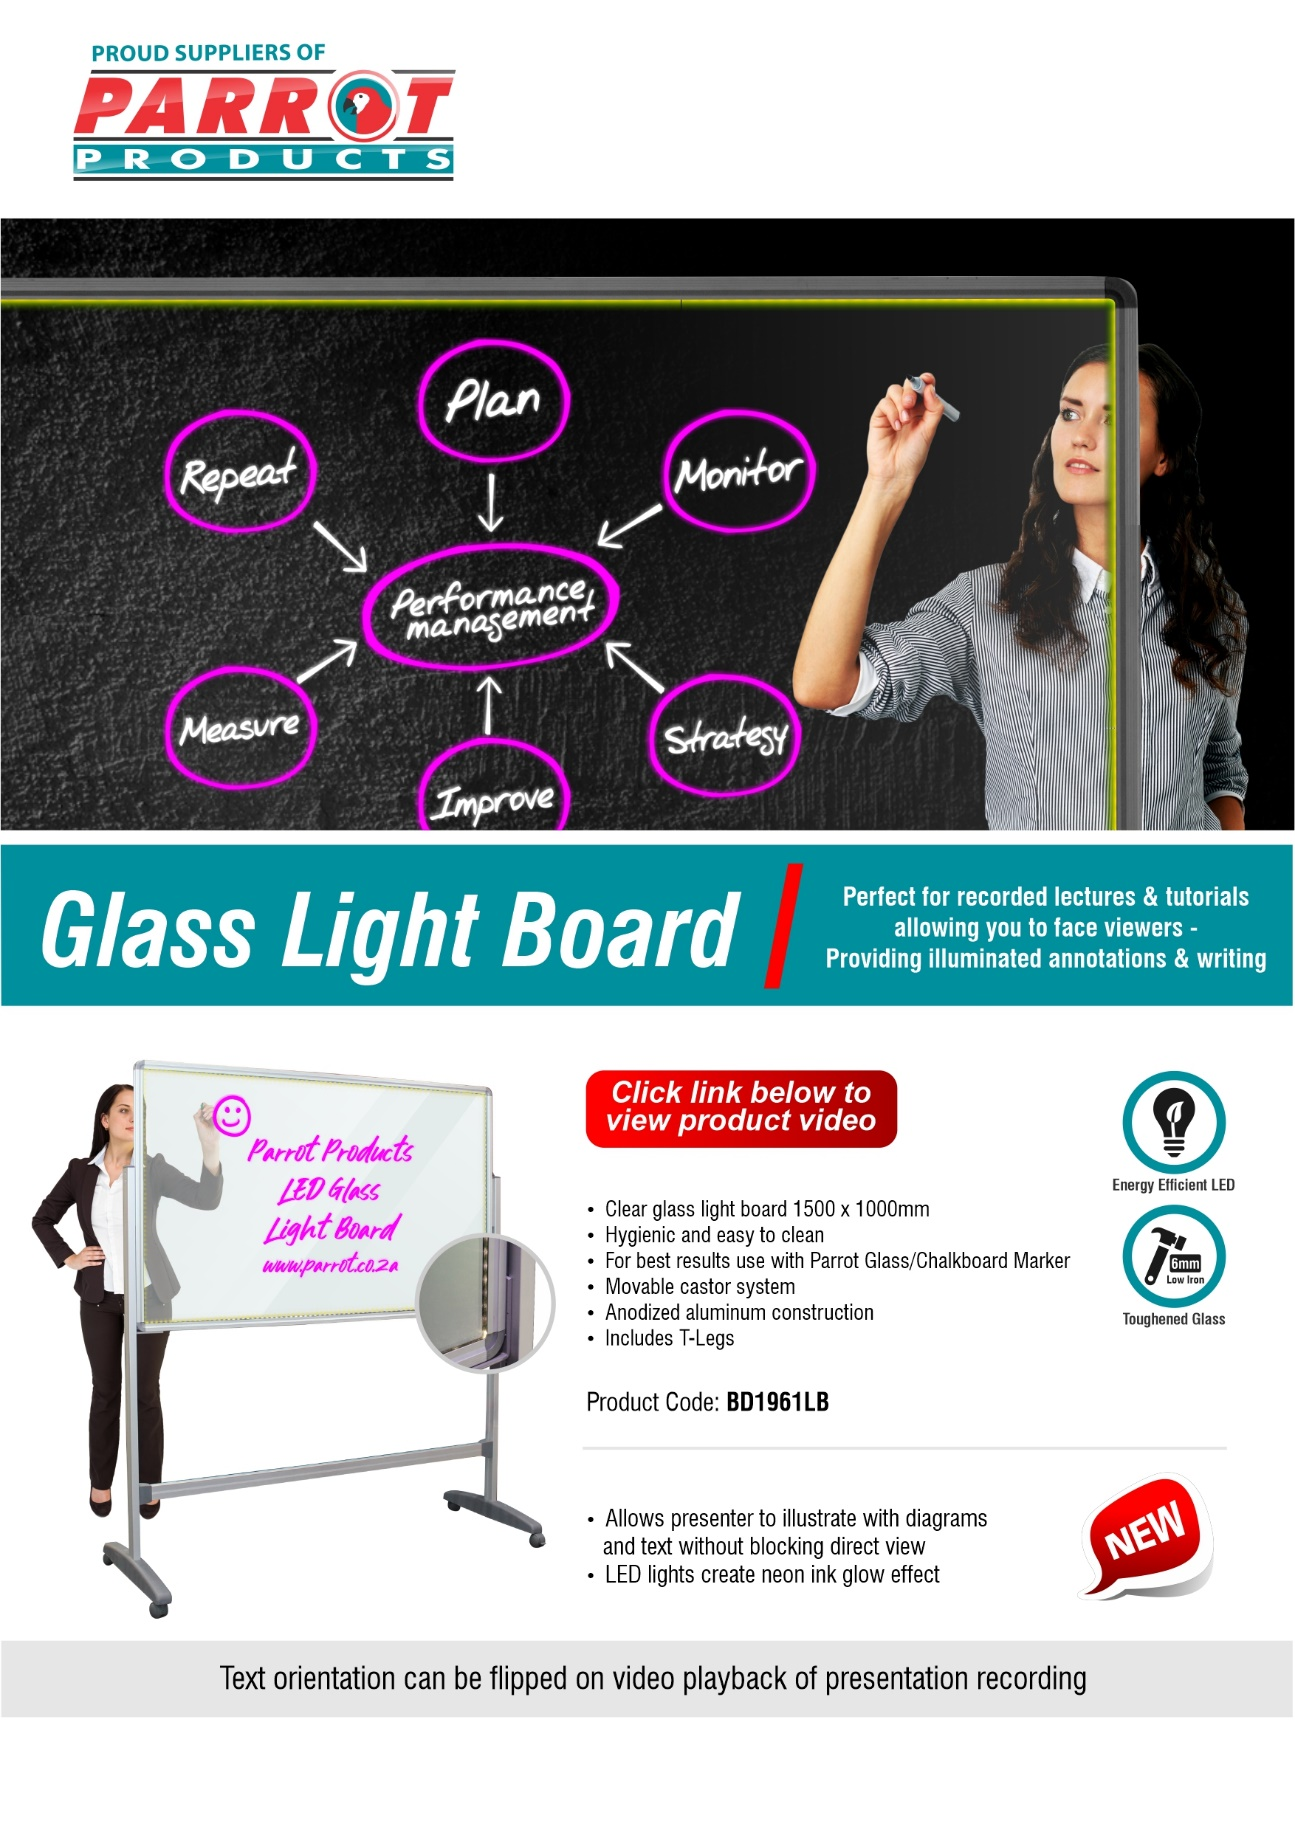 PROUD SUPPLIERS OF
PARROT
PRODUCTS
Plan
Repeat
Monitor
Performance
management
Measure
Strategy
Improve
Glass Light Board
Perfect for recorded lectures & tutorials
allowing you to face viewers -
Providing illuminated annotations & writing
Parrot Products
LED Glass
Light Board
www.parrot.co.za
Click link below to
view product video
• Clear glass light board 1500 x 1000mm
• Hygienic and easy to clean
• For best results use with Parrot Glass/Chalkboard Marker
• Movable castor system
• Anodized aluminum construction
• Includes T-Legs
Product Code: BD1961LB
Energy Efficient LED
6mm
Low Iron
Toughened Glass
• Allows presenter to illustrate with diagrams
and text without blocking direct view
• LED lights create neon ink glow effect
NEW
Text orientation can be flipped on video playback of presentation recording